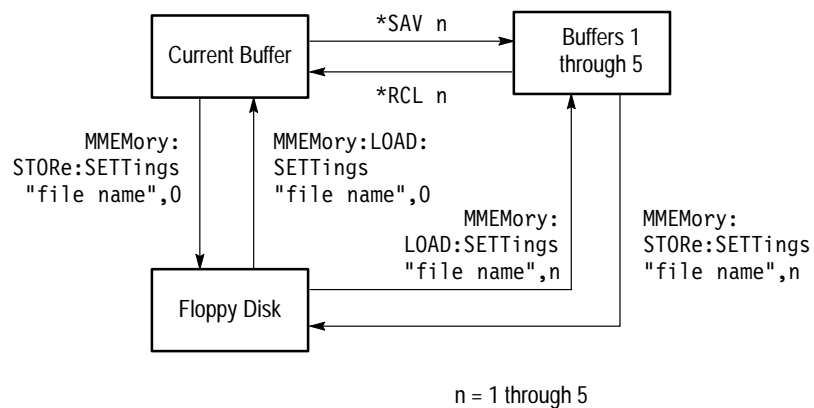 *SAV n
Current Buffer
Buffers 1
through 5
*RCL n
MMEMory:
STORe:SETTings
"file name",0
MMEMory:LOAD:
SETTings
"file name",0
MMEMory:
LOAD:SETTings
"file name",n
MMEMory:
STORe:SETTings
"file name",n
Floppy Disk
n = 1 through 5